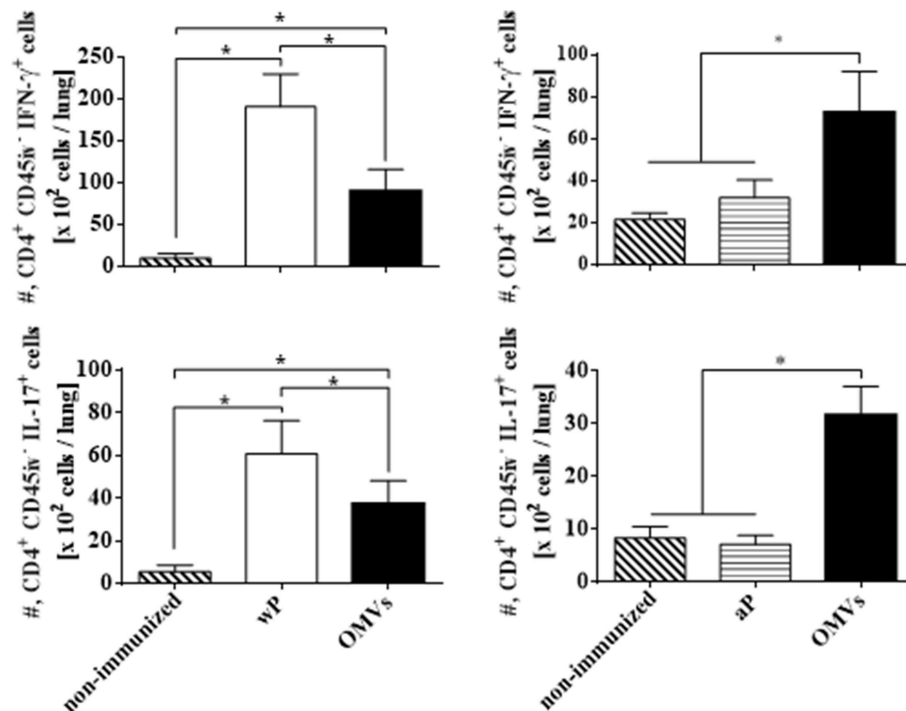 #, CD4⁺ CD45iv⁻ IFN-γ⁺ cells
[x 10² cells / lung]
250
200
150
100
50
0
*
*
*
#, CD4⁺ CD45iv⁻ IFN-γ⁺ cells
[x 10² cells / lung]
100
80
60
40
20
0
*
#, CD4⁺ CD45iv⁻ IL-17⁺ cells
[x 10² cells / lung]
100
80
60
40
20
0
*
*
*
non-immunized
wP
OMVs
#, CD4⁺ CD45iv⁻ IL-17⁺ cells
[x 10² cells / lung]
40
30
20
10
0
*
non-immunized
aP
OMVs